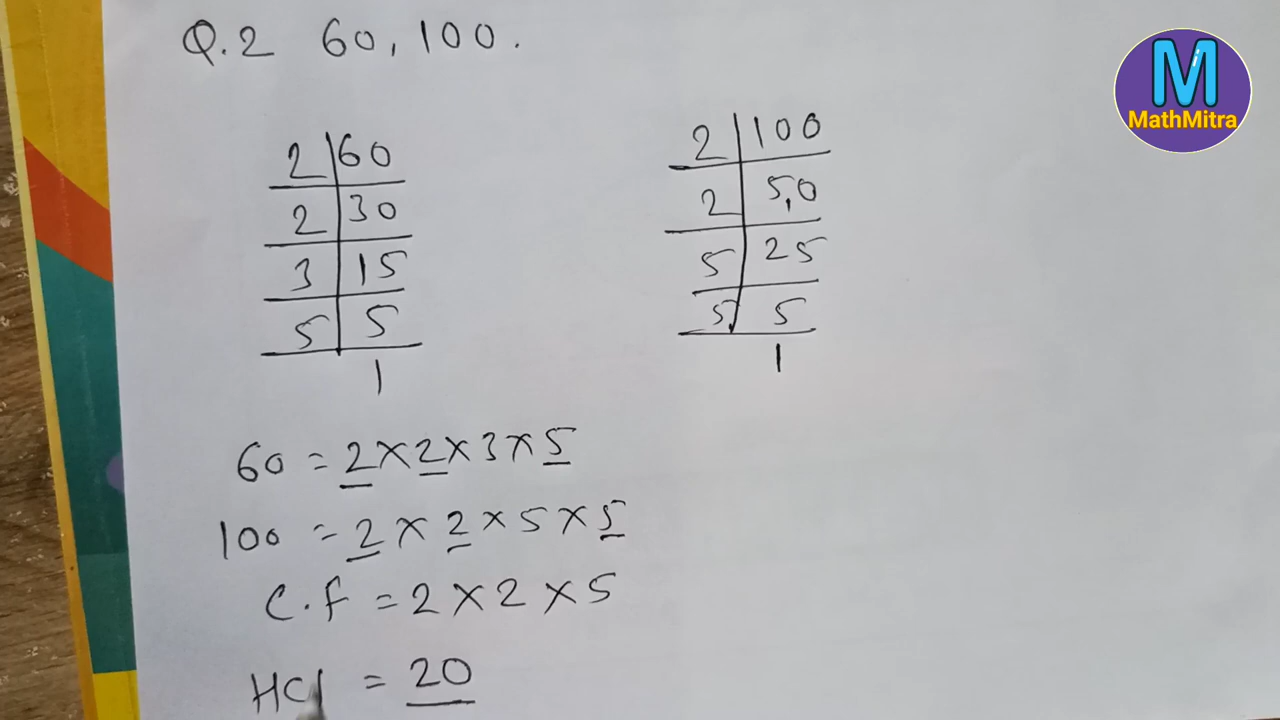 Q.2 60, 100.
M
MathMitra
2 60
2 30
3 15
5 5
1
2 100
2 50
5 25
5 5
1
60 = 2 × 2 × 3 × 5
100 = 2 × 2 × 5 × 5
C.F = 2 × 2 × 5
= 20